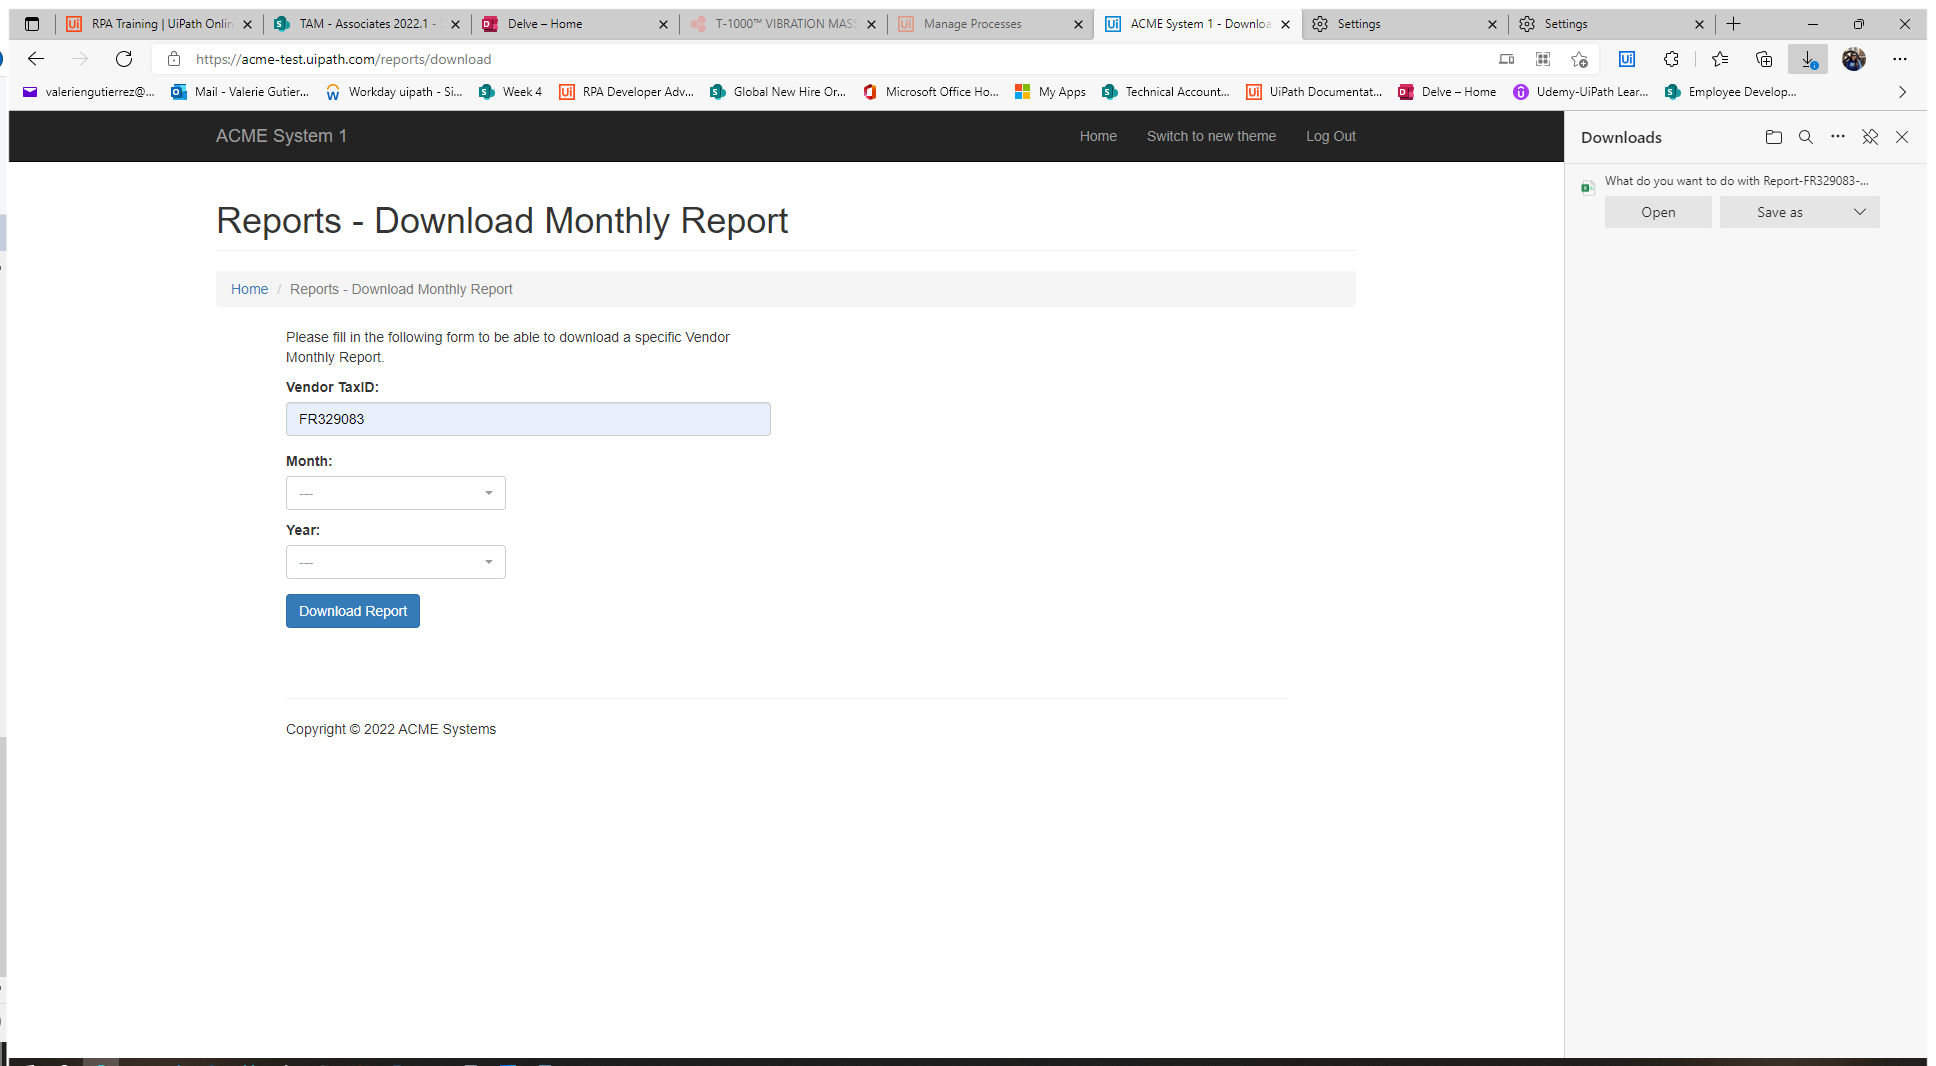 RPA Training | UiPath Onlin
TAM - Associates 2022.1 -
Delve – Home
T-1000™ VIBRATION MASS
Manage Processes
ACME System 1 - Downloa
Settings
Settings
https://acme-test.uipath.com/reports/download
valeriengutierrez@...
Mail - Valerie Gutier...
Workday uipath - Si...
Week 4
RPA Developer Adv...
Global New Hire Or...
Microsoft Office Ho...
My Apps
Technical Account...
UiPath Documentat...
Delve – Home
Udemy-UiPath Lear...
Employee Develop...
ACME System 1
Home
Switch to new theme
Log Out
Downloads
What do you want to do with Report-FR329083-...
Open
Save as
Reports - Download Monthly Report
Home / Reports - Download Monthly Report
Please fill in the following form to be able to download a specific Vendor
Monthly Report.
Vendor TaxID:
FR329083
Month:
---
Year:
---
Download Report
Copyright © 2022 ACME Systems